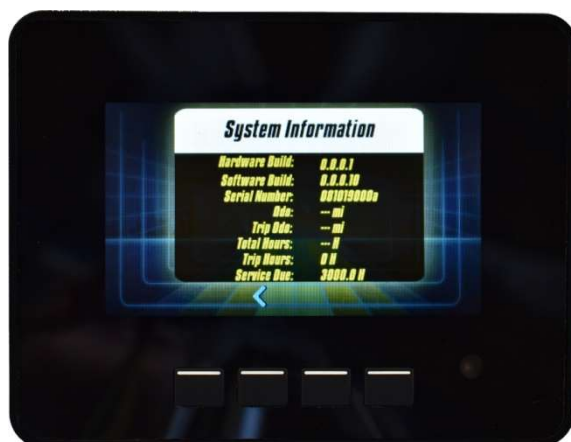 System Information
Hardware Build: 0.0.0.1
Software Build: 0.0.0.10
Serial Number: 081019000a
Odo: --- mi
Trip Odo: --- mi
Total Hours: --- H
Trip Hours: 0 H
Service Due: 3000.0 H